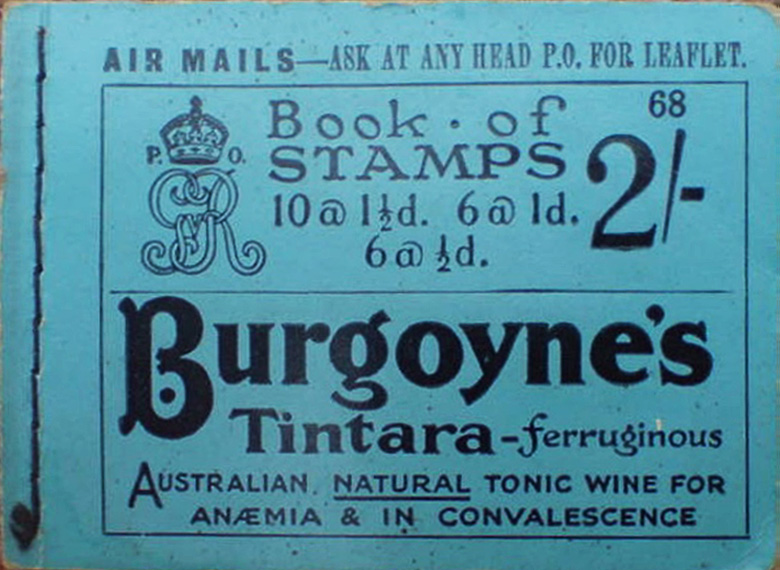 AIR MAILS—ASK AT ANY HEAD P.O. FOR LEAFLET.
68
Book · of
P. O.
STAMPS
2/-
GR
10@1½d. 6@1d.
6@½d.
Burgoyne's
Tintara-ferruginous
AUSTRALIAN NATURAL TONIC WINE FOR
ANÆMIA & IN CONVALESCENCE